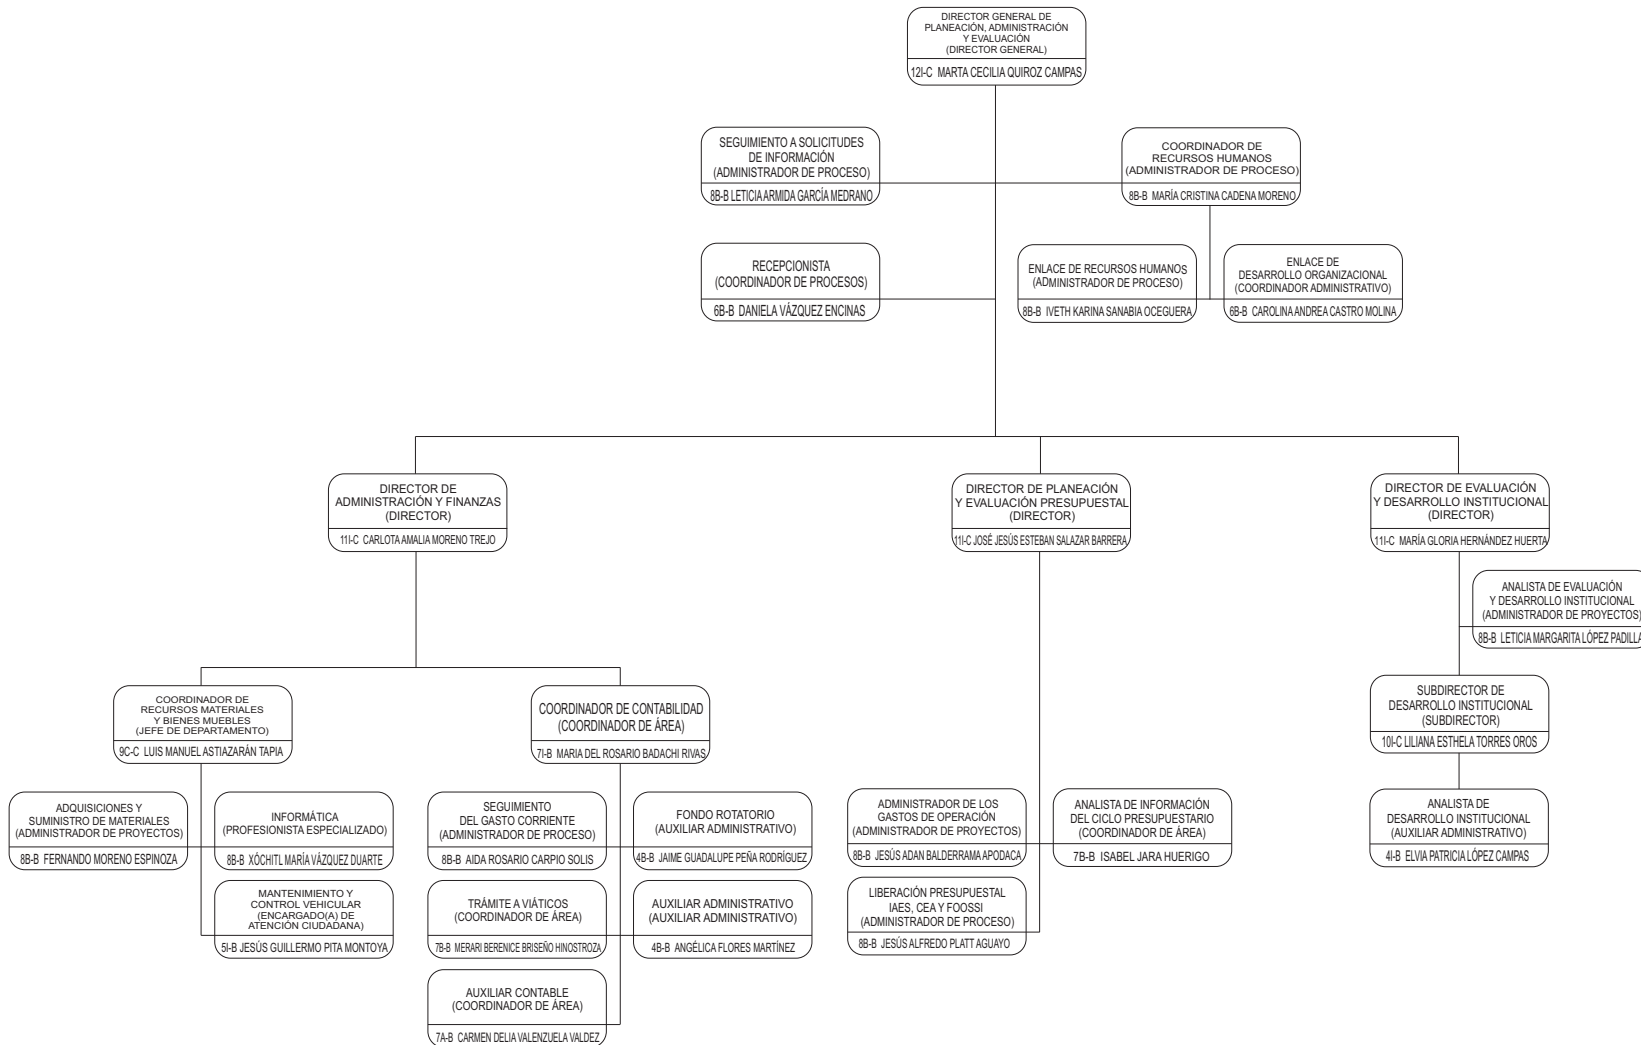 DIRECTOR GENERAL DE
PLANEACIÓN, ADMINISTRACIÓN
Y EVALUACIÓN
(DIRECTOR GENERAL)
12I-C MARTA CECILIA QUIROZ CAMPAS
SEGUIMIENTO A SOLICITUDES
DE INFORMACIÓN
(ADMINISTRADOR DE PROCESO)
8B-B LETICIA ARMIDA GARCÍA MEDRANO
COORDINADOR DE
RECURSOS HUMANOS
(ADMINISTRADOR DE PROCESO)
8B-B MARÍA CRISTINA CADENA MORENO
RECEPCIONISTA
(COORDINADOR DE PROCESOS)
6B-B DANIELA VÁZQUEZ ENCINAS
ENLACE DE RECURSOS HUMANOS
(ADMINISTRADOR DE PROCESO)
8B-B IVETH KARINA SANABIA OCEGUERA
ENLACE DE
DESARROLLO ORGANIZACIONAL
(COORDINADOR ADMINISTRATIVO)
6B-B CAROLINA ANDREA CASTRO MOLINA
DIRECTOR DE
ADMINISTRACIÓN Y FINANZAS
(DIRECTOR)
11I-C CARLOTA AMALIA MORENO TREJO
DIRECTOR DE PLANEACIÓN
Y EVALUACIÓN PRESUPUESTAL
(DIRECTOR)
11I-C JOSÉ JESÚS ESTEBAN SALAZAR BARRERA
DIRECTOR DE EVALUACIÓN
Y DESARROLLO INSTITUCIONAL
(DIRECTOR)
11I-C MARÍA GLORIA HERNÁNDEZ HUERTA
ANALISTA DE EVALUACIÓN
Y DESARROLLO INSTITUCIONAL
(ADMINISTRADOR DE PROYECTOS)
8B-B LETICIA MARGARITA LÓPEZ PADILLA
COORDINADOR DE
RECURSOS MATERIALES
Y BIENES MUEBLES
(JEFE DE DEPARTAMENTO)
9C-C LUIS MANUEL ASTIAZARÁN TAPIA
COORDINADOR DE CONTABILIDAD
(COORDINADOR DE ÁREA)
7I-B MARIA DEL ROSARIO BADACHI RIVAS
SUBDIRECTOR DE
DESARROLLO INSTITUCIONAL
(SUBDIRECTOR)
10I-C LILIANA ESTHELA TORRES OROS
ADQUISICIONES Y
SUMINISTRO DE MATERIALES
(ADMINISTRADOR DE PROYECTOS)
8B-B FERNANDO MORENO ESPINOZA
INFORMÁTICA
(PROFESIONISTA ESPECIALIZADO)
8B-B XÓCHITL MARÍA VÁZQUEZ DUARTE
SEGUIMIENTO
DEL GASTO CORRIENTE
(ADMINISTRADOR DE PROCESO)
8B-B AIDA ROSARIO CARPIO SOLIS
FONDO ROTATORIO
(AUXILIAR ADMINISTRATIVO)
4B-B JAIME GUADALUPE PEÑA RODRÍGUEZ
ADMINISTRADOR DE LOS
GASTOS DE OPERACIÓN
(ADMINISTRADOR DE PROYECTOS)
8B-B JESÚS ADAN BALDERRAMA APODACA
ANALISTA DE INFORMACIÓN
DEL CICLO PRESUPUESTARIO
(COORDINADOR DE ÁREA)
7B-B ISABEL JARA HUERIGO
ANALISTA DE
DESARROLLO INSTITUCIONAL
(AUXILIAR ADMINISTRATIVO)
4I-B ELVIA PATRICIA LÓPEZ CAMPAS
MANTENIMIENTO Y
CONTROL VEHICULAR
(ENCARGADO(A) DE
ATENCIÓN CIUDADANA)
5I-B JESÚS GUILLERMO PITA MONTOYA
TRÁMITE A VIÁTICOS
(COORDINADOR DE ÁREA)
7B-B MERARI BERENICE BRISEÑO HINOSTROZA
AUXILIAR ADMINISTRATIVO
(AUXILIAR ADMINISTRATIVO)
4B-B ANGÉLICA FLORES MARTÍNEZ
LIBERACIÓN PRESUPUESTAL
IAES, CEA Y FOOSSI
(ADMINISTRADOR DE PROCESO)
8B-B JESÚS ALFREDO PLATT AGUAYO
AUXILIAR CONTABLE
(COORDINADOR DE ÁREA)
7A-B CARMEN DELIA VALENZUELA VALDEZ